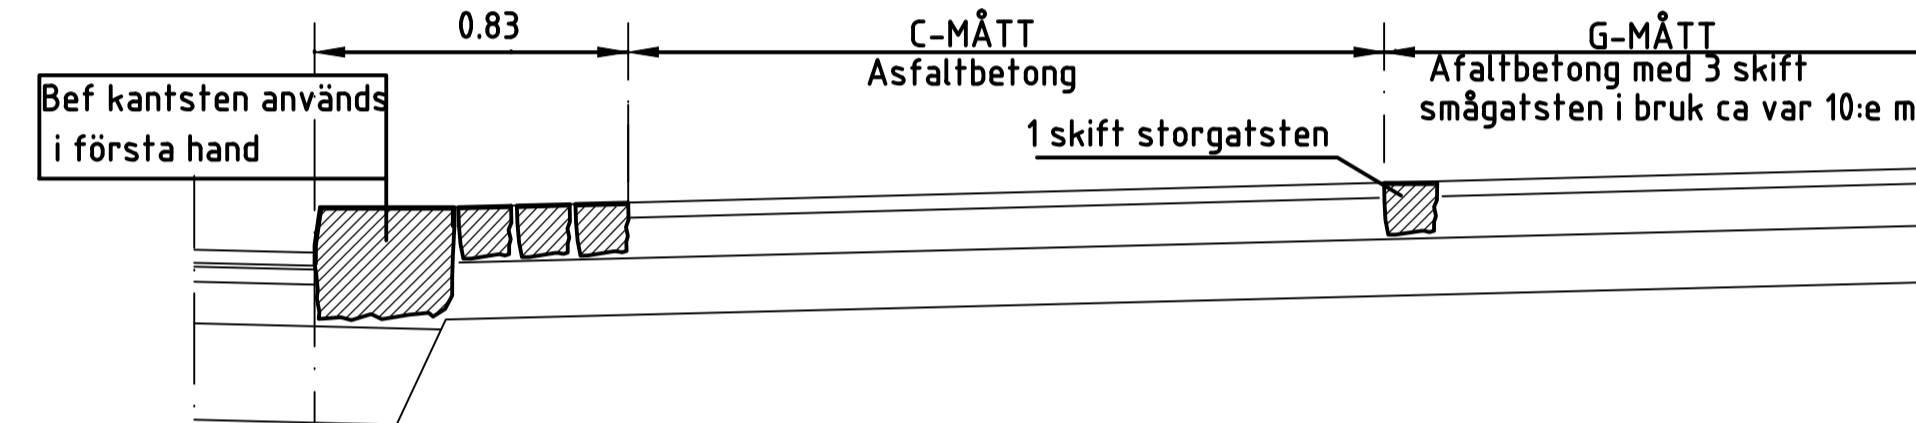 0.83
C-MÅTT
G-MÅTT
Asfaltbetong
Afaltbetong med 3 skift
smågatsten i bruk ca var 10:e m
Bef kantsten används
i första hand
1 skift storgatsten